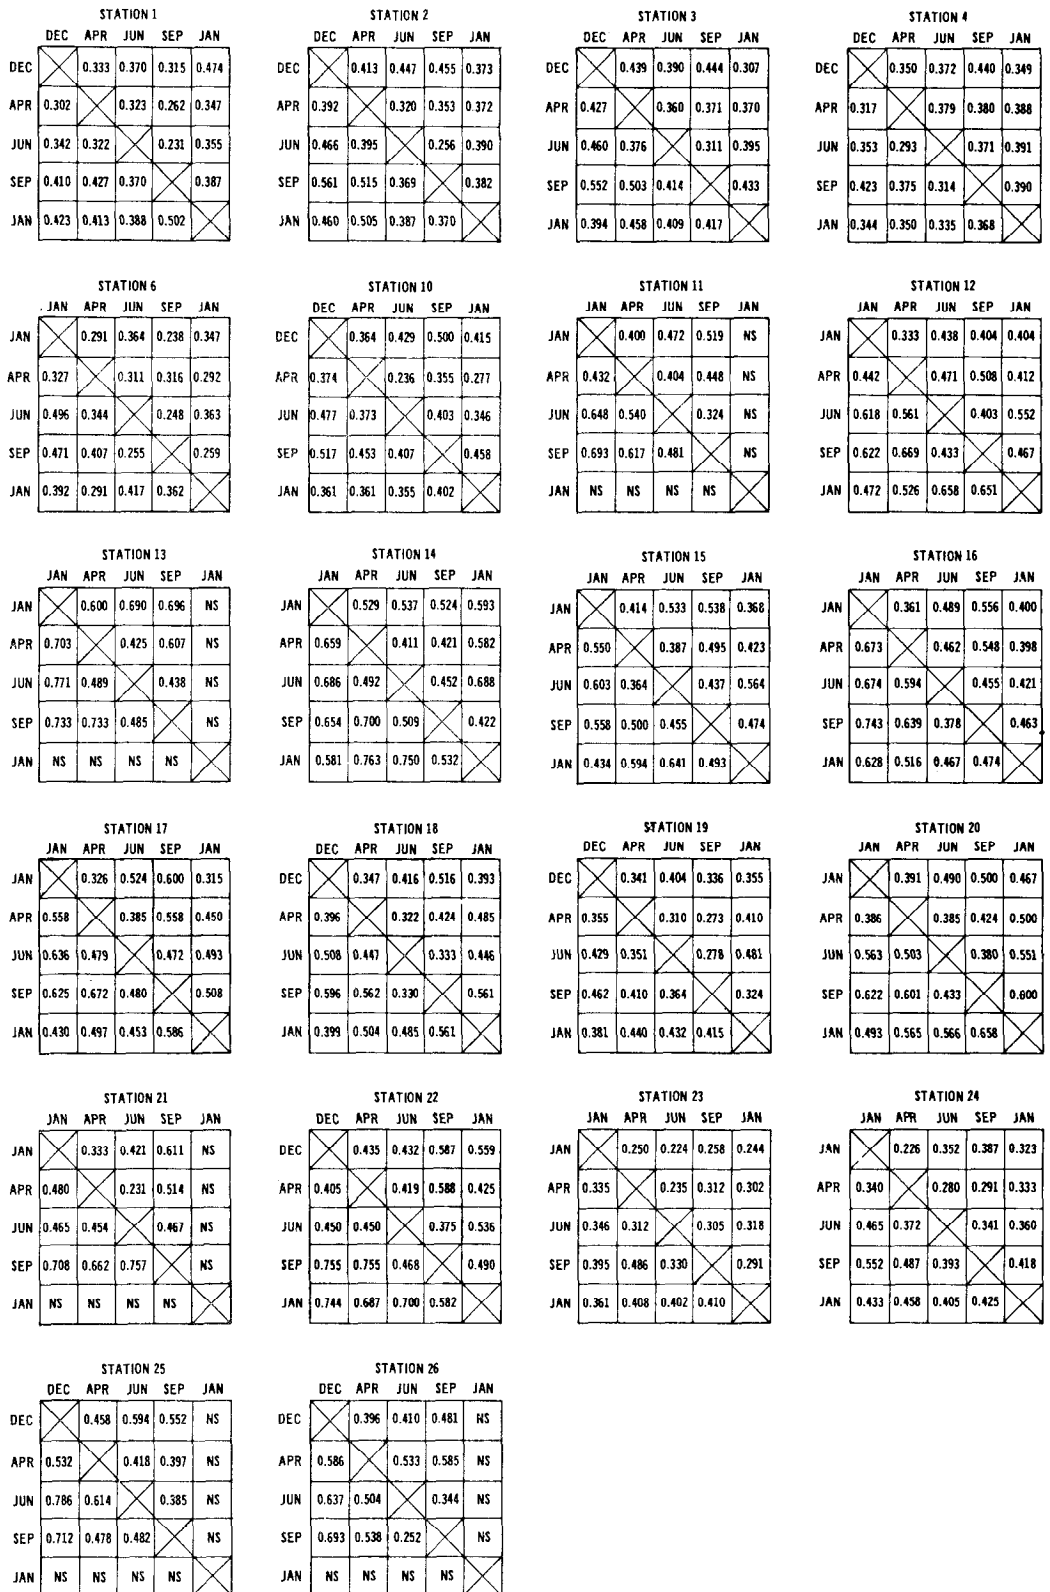 STATION 1 STATION 2 STATION 3 STATION 4
DEC APR JUN SEP JAN DEC APR JUN SEP JAN DEC APR JUN SEP JAN DEC APR JUN SEP JAN
DEC 0.333 0.370 0.315 0.474 DEC 0.413 0.447 0.455 0.373 DEC 0.439 0.390 0.444 0.307 DEC 0.350 0.372 0.440 0.349
APR 0.302 0.323 0.262 0.347 APR 0.392 0.320 0.353 0.372 APR 0.427 0.360 0.371 0.370 APR 0.317 0.379 0.380 0.388
JUN 0.342 0.322 0.231 0.355 JUN 0.466 0.395 0.256 0.390 JUN 0.460 0.376 0.311 0.395 JUN 0.353 0.293 0.371 0.391
SEP 0.410 0.427 0.370 0.387 SEP 0.561 0.515 0.369 0.382 SEP 0.552 0.503 0.414 0.433 SEP 0.423 0.375 0.314 0.390
JAN 0.423 0.413 0.388 0.502 JAN 0.460 0.505 0.387 0.370 JAN 0.394 0.458 0.409 0.417 JAN 0.344 0.350 0.335 0.368
STATION 6 STATION 10 STATION 11 STATION 12
JAN APR JUN SEP JAN DEC APR JUN SEP JAN JAN APR JUN SEP JAN JAN APR JUN SEP JAN
JAN 0.291 0.364 0.238 0.347 DEC 0.364 0.429 0.500 0.415 JAN 0.400 0.472 0.519 NS JAN 0.333 0.438 0.404 0.404
APR 0.327 0.311 0.316 0.292 APR 0.374 0.236 0.355 0.277 APR 0.432 0.404 0.448 NS APR 0.442 0.471 0.508 0.412
JUN 0.496 0.344 0.248 0.363 JUN 0.477 0.373 0.403 0.346 JUN 0.648 0.540 0.324 NS JUN 0.618 0.561 0.403 0.552
SEP 0.471 0.407 0.255 0.259 SEP 0.517 0.453 0.407 0.458 SEP 0.693 0.617 0.481 NS SEP 0.622 0.669 0.433 0.467
JAN 0.392 0.291 0.417 0.362 JAN 0.361 0.361 0.355 0.402 JAN NS NS NS NS JAN 0.472 0.526 0.658 0.651
STATION 13 STATION 14 STATION 15 STATION 16
JAN APR JUN SEP JAN JAN APR JUN SEP JAN JAN APR JUN SEP JAN JAN APR JUN SEP JAN
JAN 0.600 0.690 0.696 NS JAN 0.529 0.537 0.524 0.593 JAN 0.414 0.533 0.538 0.368 JAN 0.361 0.489 0.556 0.400
APR 0.703 0.425 0.607 NS APR 0.659 0.411 0.421 0.582 APR 0.550 0.387 0.495 0.423 APR 0.673 0.462 0.548 0.398
JUN 0.771 0.489 0.438 NS JUN 0.686 0.492 0.452 0.688 JUN 0.603 0.364 0.437 0.564 JUN 0.674 0.594 0.455 0.421
SEP 0.733 0.733 0.485 NS SEP 0.654 0.700 0.509 0.422 SEP 0.558 0.500 0.455 0.474 SEP 0.743 0.639 0.378 0.463
JAN NS NS NS NS JAN 0.581 0.763 0.750 0.532 JAN 0.434 0.594 0.641 0.493 JAN 0.628 0.516 0.467 0.474
STATION 17 STATION 18 STATION 19 STATION 20
JAN APR JUN SEP JAN DEC APR JUN SEP JAN DEC APR JUN SEP JAN JAN APR JUN SEP JAN
JAN 0.326 0.524 0.600 0.315 DEC 0.347 0.416 0.516 0.393 DEC 0.341 0.404 0.336 0.355 JAN 0.391 0.490 0.500 0.467
APR 0.558 0.385 0.558 0.450 APR 0.396 0.322 0.424 0.485 APR 0.355 0.310 0.273 0.410 APR 0.386 0.385 0.424 0.500
JUN 0.636 0.479 0.472 0.493 JUN 0.508 0.447 0.333 0.446 JUN 0.429 0.351 0.278 0.481 JUN 0.563 0.503 0.380 0.551
SEP 0.625 0.672 0.480 0.508 SEP 0.596 0.562 0.330 0.561 SEP 0.462 0.410 0.364 0.324 SEP 0.622 0.601 0.433 0.600
JAN 0.430 0.497 0.453 0.586 JAN 0.399 0.504 0.485 0.561 JAN 0.381 0.440 0.432 0.415 JAN 0.493 0.565 0.566 0.658
STATION 21 STATION 22 STATION 23 STATION 24
JAN APR JUN SEP JAN DEC APR JUN SEP JAN JAN APR JUN SEP JAN JAN APR JUN SEP JAN
JAN 0.333 0.421 0.611 NS DEC 0.435 0.432 0.587 0.559 JAN 0.250 0.224 0.258 0.244 JAN 0.226 0.352 0.387 0.323
APR 0.480 0.231 0.514 NS APR 0.405 0.419 0.588 0.425 APR 0.335 0.235 0.312 0.302 APR 0.340 0.280 0.291 0.333
JUN 0.465 0.454 0.467 NS JUN 0.450 0.450 0.375 0.536 JUN 0.346 0.312 0.305 0.318 JUN 0.465 0.372 0.341 0.360
SEP 0.708 0.662 0.757 NS SEP 0.755 0.755 0.468 0.490 SEP 0.395 0.486 0.330 0.291 SEP 0.552 0.487 0.393 0.418
JAN NS NS NS NS JAN 0.744 0.687 0.700 0.582 JAN 0.361 0.408 0.402 0.410 JAN 0.433 0.458 0.405 0.425
STATION 25 STATION 26
DEC APR JUN SEP JAN DEC APR JUN SEP JAN
DEC 0.458 0.594 0.552 NS DEC 0.396 0.410 0.481 NS
APR 0.532 0.418 0.397 NS APR 0.586 0.533 0.585 NS
JUN 0.786 0.614 0.385 NS JUN 0.637 0.504 0.344 NS
SEP 0.712 0.478 0.482 NS SEP 0.693 0.538 0.252 NS
JAN NS NS NS NS JAN NS NS NS NS